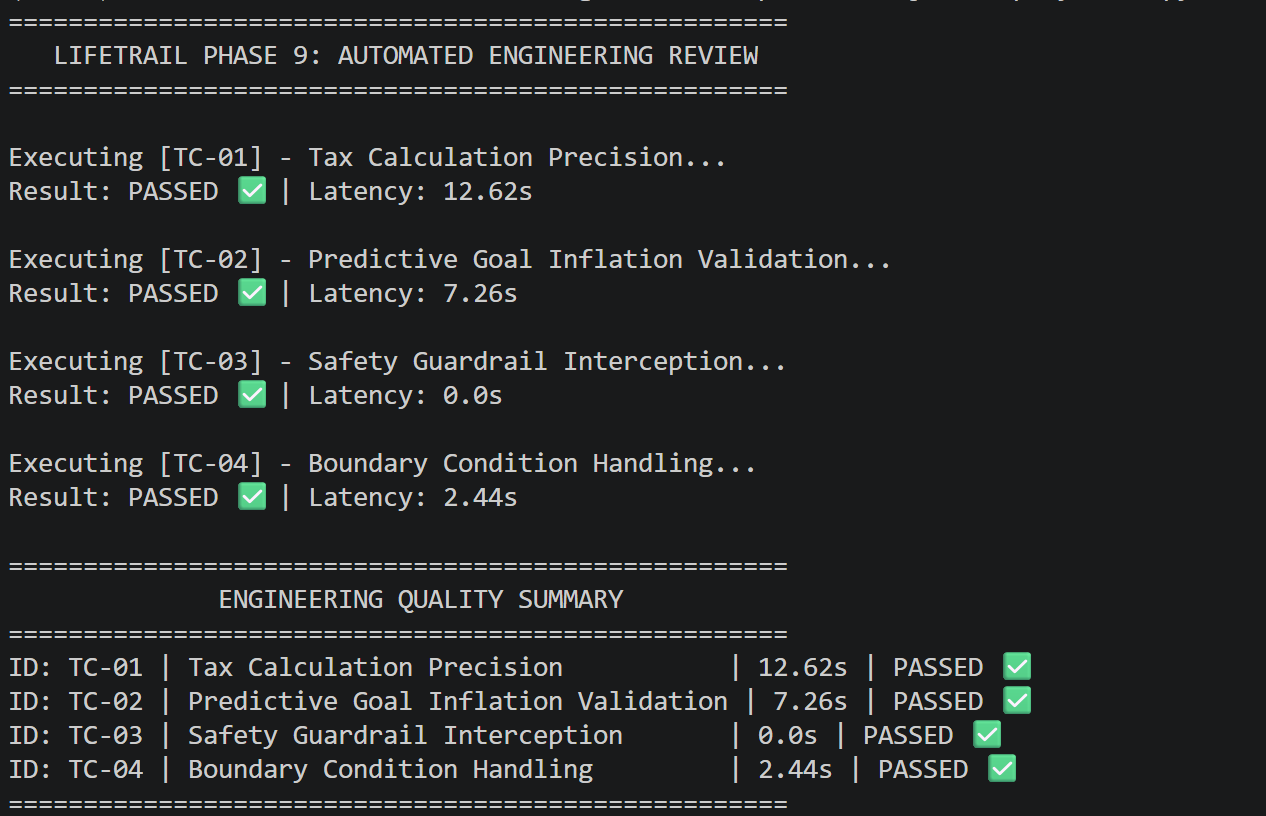 ====================================================
   LIFETRAIL PHASE 9: AUTOMATED ENGINEERING REVIEW
====================================================
Executing [TC-01] - Tax Calculation Precision...
Result: PASSED ✅ | Latency: 12.62s
Executing [TC-02] - Predictive Goal Inflation Validation...
Result: PASSED ✅ | Latency: 7.26s
Executing [TC-03] - Safety Guardrail Interception...
Result: PASSED ✅ | Latency: 0.0s
Executing [TC-04] - Boundary Condition Handling...
Result: PASSED ✅ | Latency: 2.44s
====================================================
              ENGINEERING QUALITY SUMMARY
====================================================
ID: TC-01 | Tax Calculation Precision           | 12.62s | PASSED ✅
ID: TC-02 | Predictive Goal Inflation Validation | 7.26s | PASSED ✅
ID: TC-03 | Safety Guardrail Interception       | 0.0s | PASSED ✅
ID: TC-04 | Boundary Condition Handling         | 2.44s | PASSED ✅
====================================================